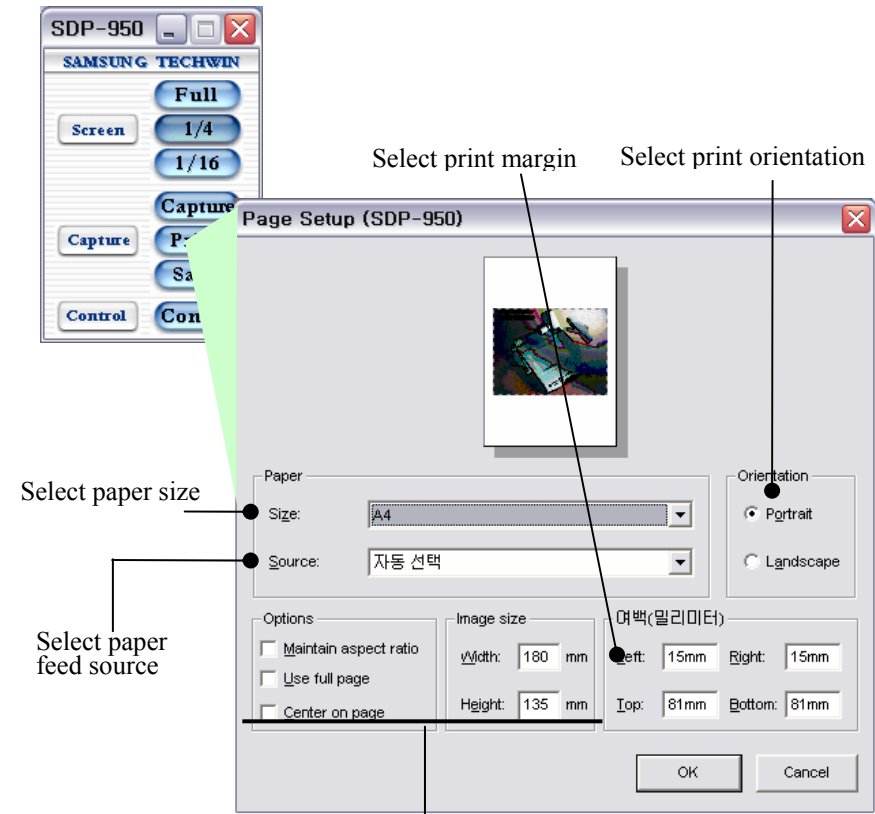 SDP-950
SAMSUNG TECHWIN
Full
Screen
1/4
1/16
Select print margin
Select print orientation
Capture
Capture
Control
Page Setup (SDP-950)
Select paper size
Paper
Size:
A4
Source:
자동 선택
Orientation
Portrait
Landscape
Select paper
feed source
Options
Maintain aspect ratio
Use full page
Center on page
Image size
Width: 180 mm
Height: 135 mm
여백(밀리미터)
Left: 15mm Right: 15mm
Top: 81mm Bottom: 81mm
OK
Cancel